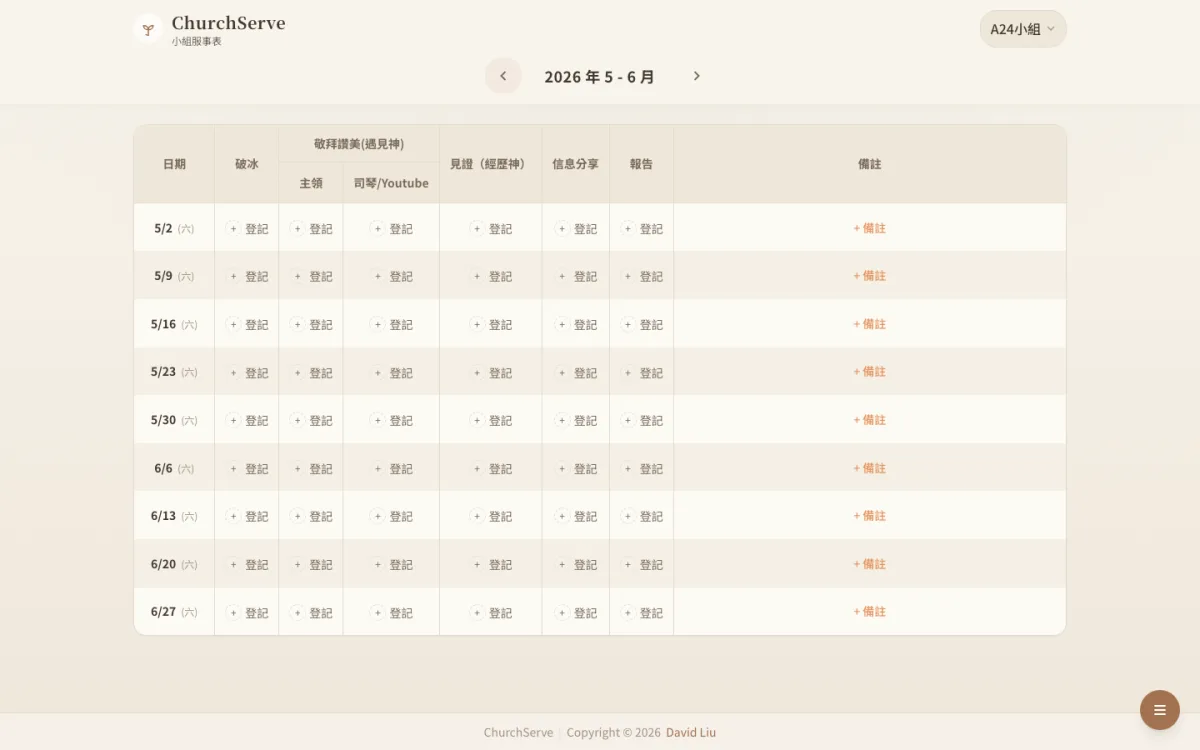 ChurchServe
小組服事表
A24小組
2026 年 5 - 6 月
日期 破冰 敬拜讚美(遇見神) 見證（經歷神） 信息分享 報告 備註
主領 司琴/Youtube
5/2 (六) + 登記 + 登記 + 登記 + 登記 + 登記 + 登記 + 備註
5/9 (六) + 登記 + 登記 + 登記 + 登記 + 登記 + 登記 + 備註
5/16 (六) + 登記 + 登記 + 登記 + 登記 + 登記 + 登記 + 備註
5/23 (六) + 登記 + 登記 + 登記 + 登記 + 登記 + 登記 + 備註
5/30 (六) + 登記 + 登記 + 登記 + 登記 + 登記 + 登記 + 備註
6/6 (六) + 登記 + 登記 + 登記 + 登記 + 登記 + 登記 + 備註
6/13 (六) + 登記 + 登記 + 登記 + 登記 + 登記 + 登記 + 備註
6/20 (六) + 登記 + 登記 + 登記 + 登記 + 登記 + 登記 + 備註
6/27 (六) + 登記 + 登記 + 登記 + 登記 + 登記 + 登記 + 備註
ChurchServe | Copyright © 2026 David Liu